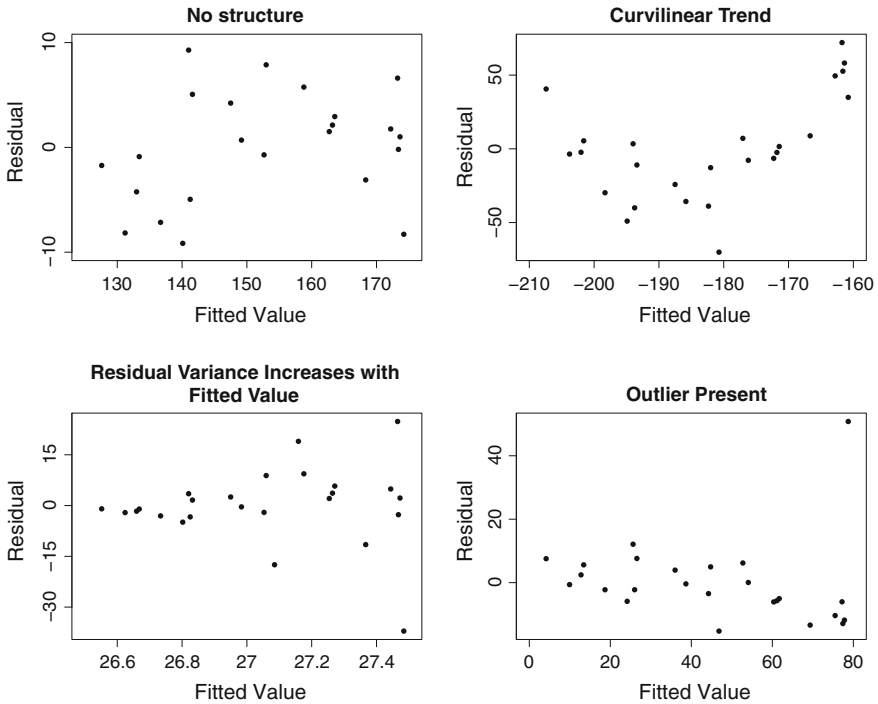 No structure
10
0
−10
Residual
130 140 150 160 170
Fitted Value
Curvilinear Trend
50
0
−50
Residual
−210 −200 −190 −180 −170 −160
Fitted Value
Residual Variance Increases with
Fitted Value
15
0
−15
−30
Residual
26.6 26.8 27 27.2 27.4
Fitted Value
Outlier Present
40
20
0
Residual
0 20 40 60 80
Fitted Value